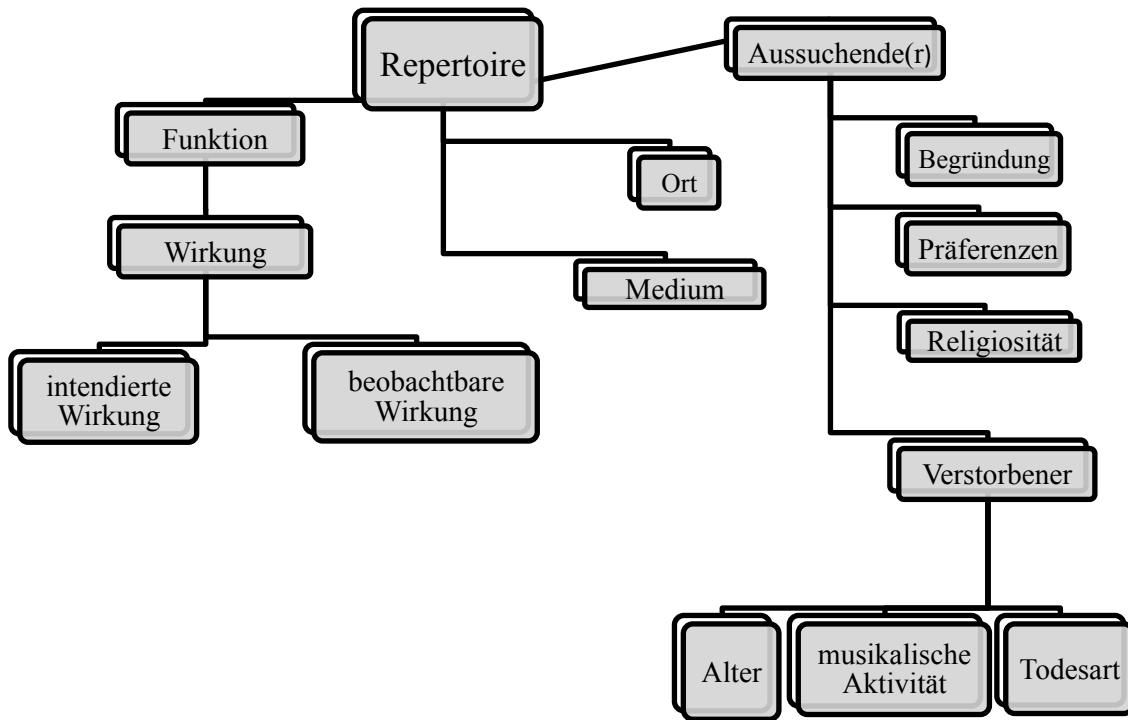 Repertoire
Aussuchende(r)
Funktion
Begründung
Ort
Präferenzen
Wirkung
Medium
Religiosität
intendierte
Wirkung
beobachtbare
Wirkung
Verstorbener
Alter
musikalische
Aktivität
Todesart